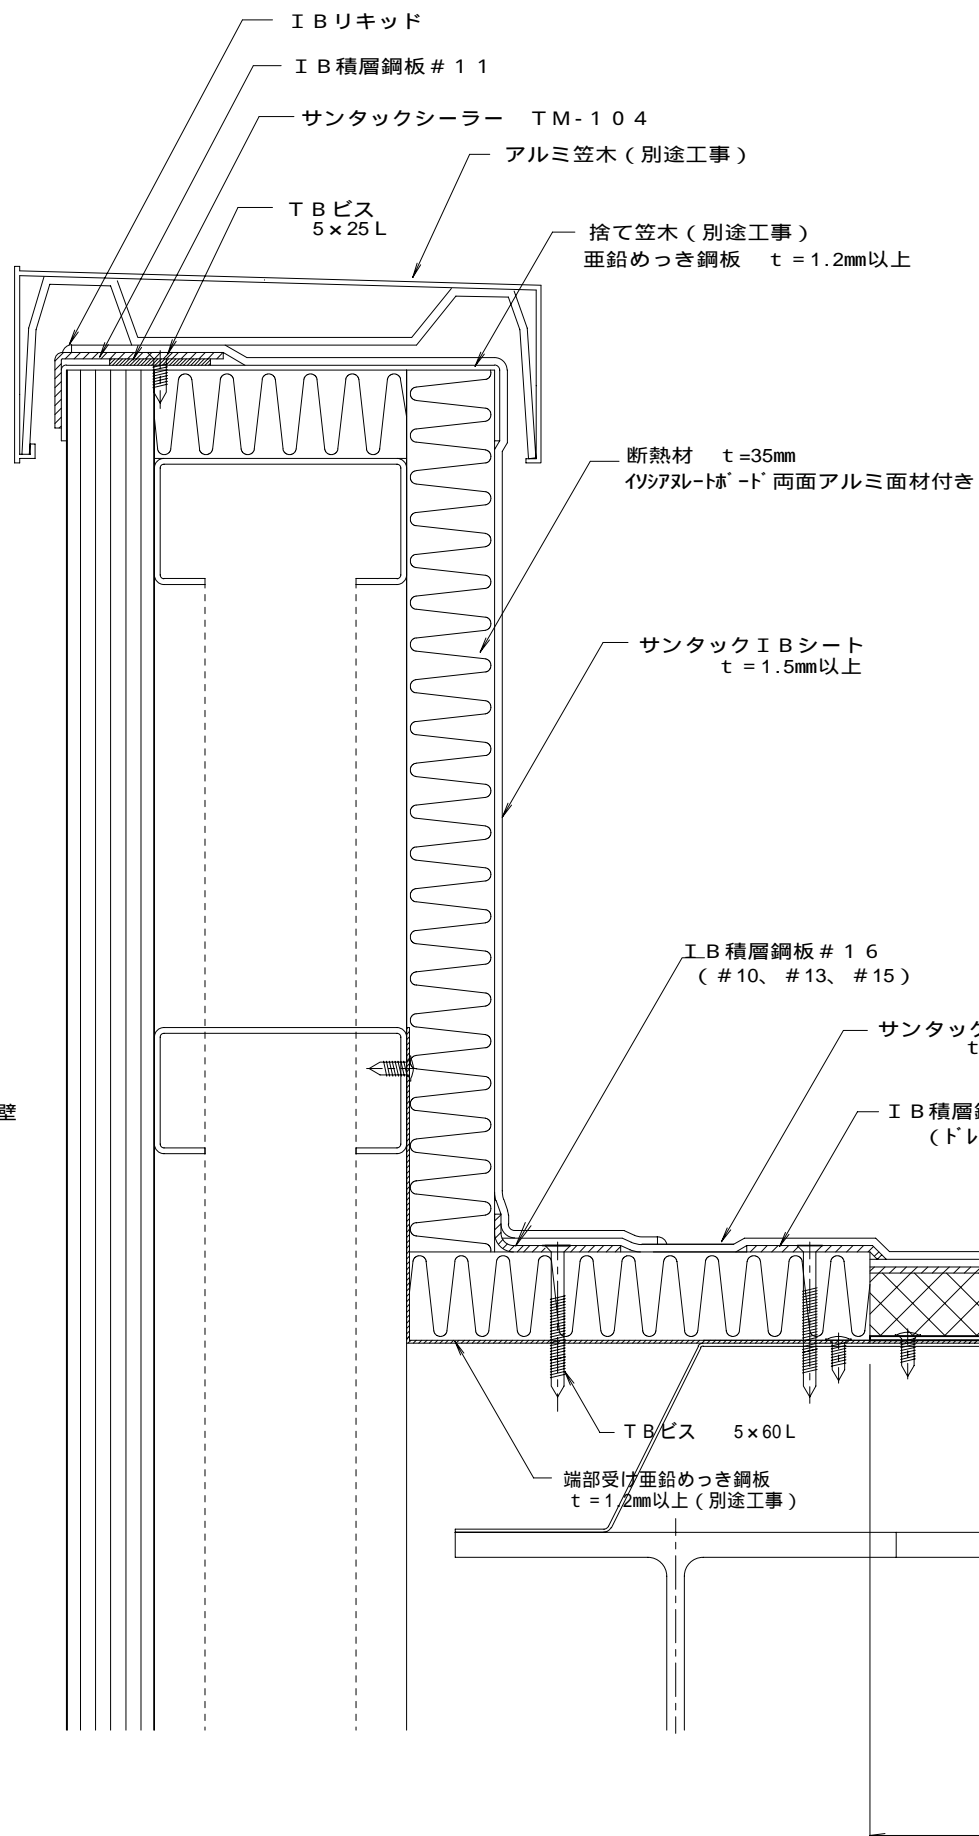 ＩＢリキッド
ＩＢ積層鋼板＃１１
サンタックシーラー　ＴＭ-１０４
アルミ笠木（別途工事）
ＴＢビス
5×25Ｌ
捨て笠木（別途工事）
亜鉛めっき鋼板　ｔ＝1.2mm以上
断熱材　ｔ=35mm
ｲｿｼｱﾇﾚｰﾄﾎﾞｰﾄﾞ両面アルミ面材付き
サンタックＩＢシート
ｔ＝1.5mm以上
ＩＢ積層鋼板＃１６
（＃10、＃13、＃15）
サンタック
ｔ
壁
ＩＢ積層鋼
（ﾄﾞﾚ
ＴＢビス　5×60Ｌ
端部受け亜鉛めっき鋼板
ｔ＝1.2mm以上（別途工事）